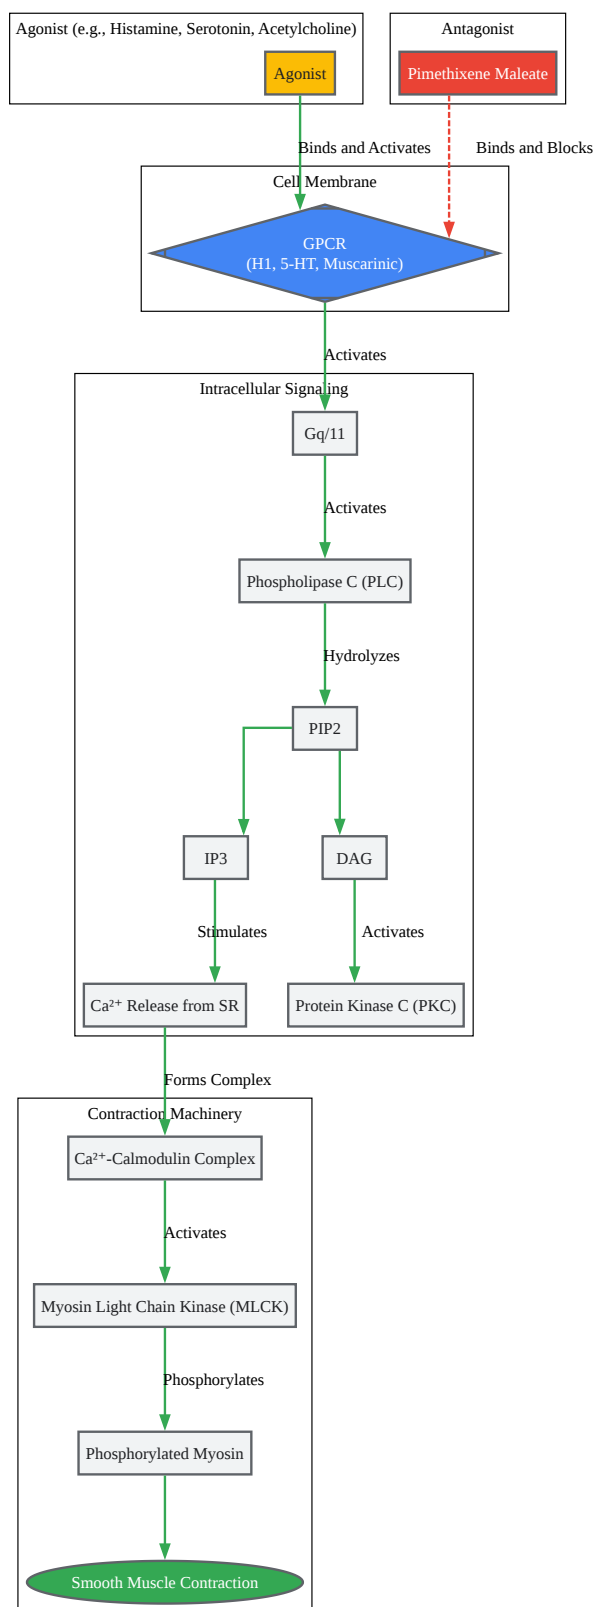 Agonist (e.g., Histamine, Serotonin, Acetylcholine)
Antagonist
Agonist
Pimethixene Maleate
Binds and Activates
Binds and Blocks
Cell Membrane
GPCR
(H1, 5-HT, Muscarinic)
Activates
Intracellular Signaling
Gq/11
Activates
Phospholipase C (PLC)
Hydrolyzes
PIP2
IP3
DAG
Stimulates
Activates
Ca²⁺ Release from SR
Protein Kinase C (PKC)
Forms Complex
Contraction Machinery
Ca²⁺-Calmodulin Complex
Activates
Myosin Light Chain Kinase (MLCK)
Phosphorylates
Phosphorylated Myosin
Smooth Muscle Contraction